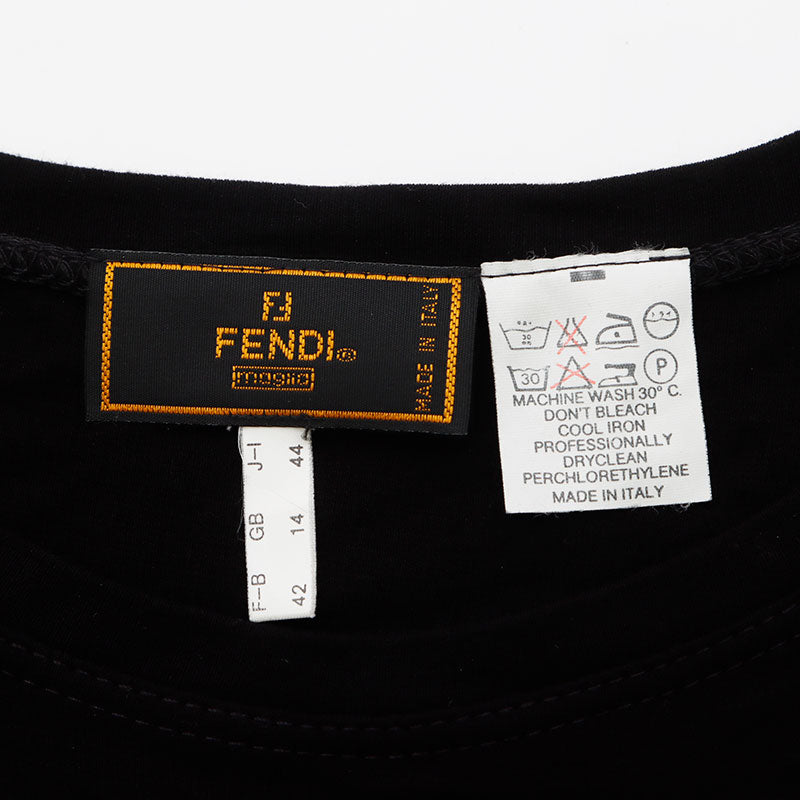 FENDI®
maglia
MADE IN ITALY
J-I 44
GB 14
F-B 42
30
30 P
MACHINE WASH 30º C.
DON'T BLEACH
COOL IRON
PROFESSIONALLY
DRYCLEAN
PERCHLORETHYLENE
MADE IN ITALY